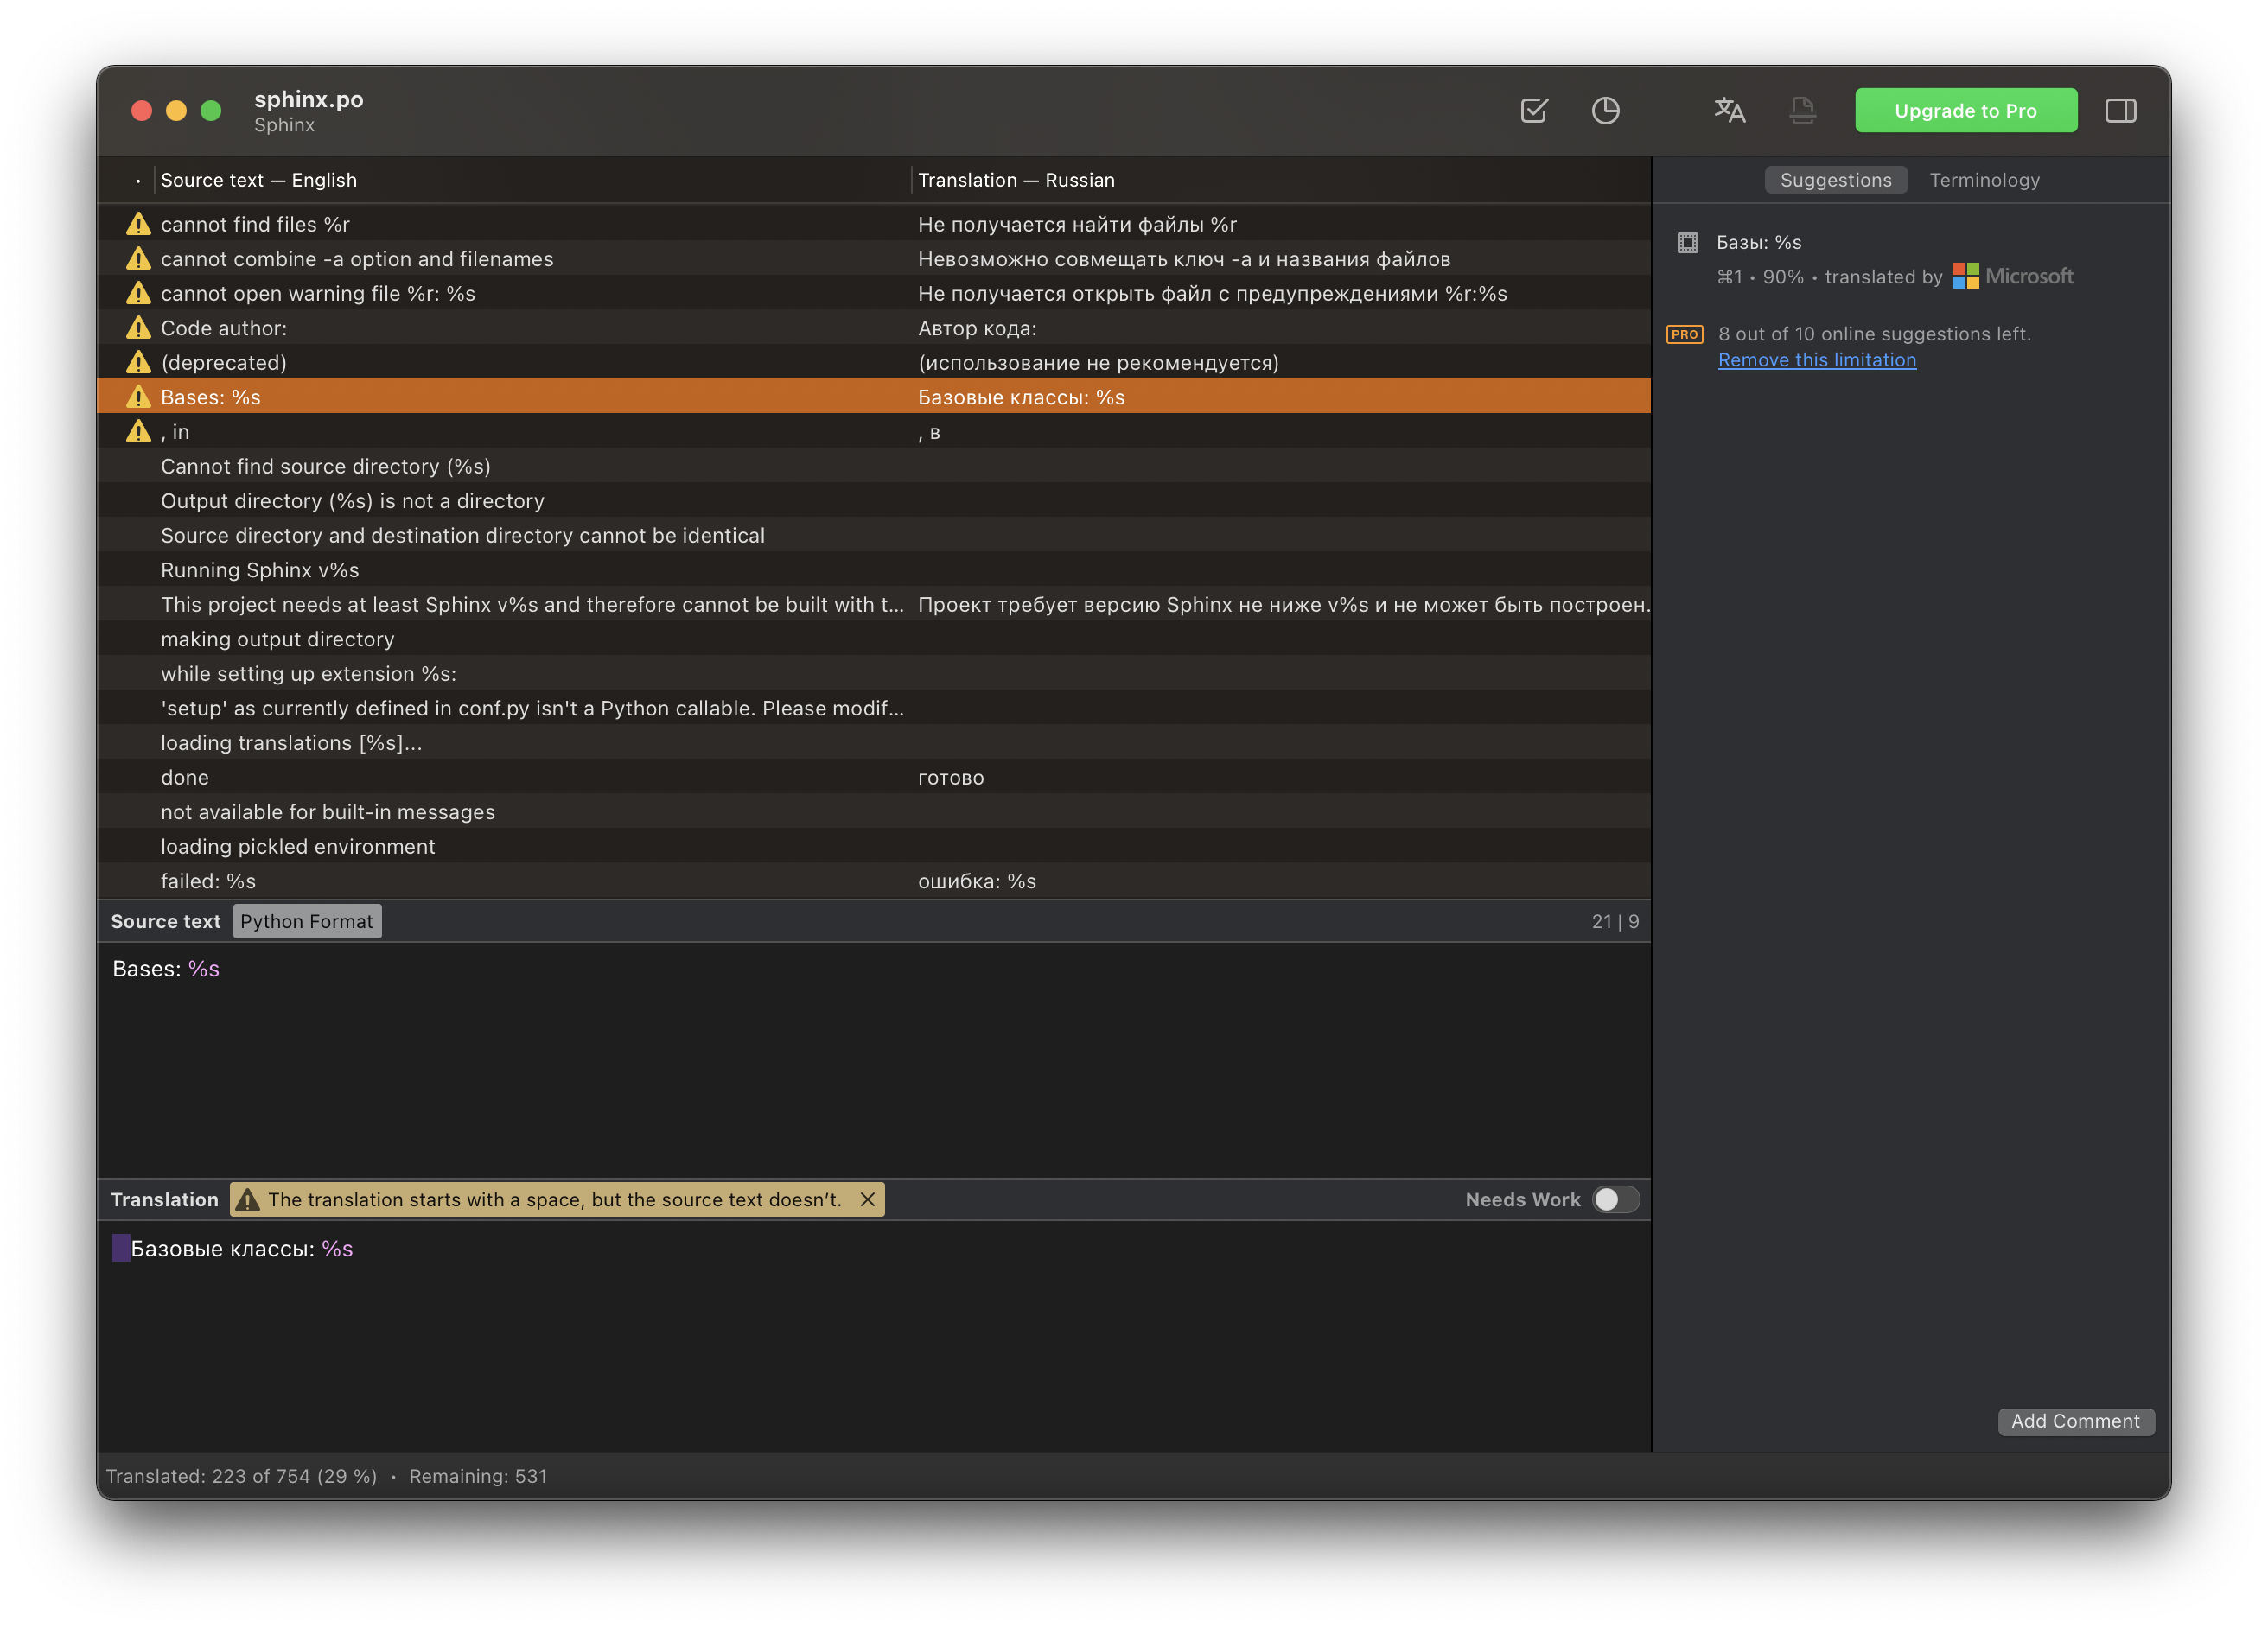 sphinx.po
Sphinx
Upgrade to Pro
Source text — English Translation — Russian
cannot find files %r Не получается найти файлы %r
cannot combine -a option and filenames Невозможно совмещать ключ -a и названия файлов
cannot open warning file %r: %s Не получается открыть файл с предупреждениями %r:%s
Code author: Автор кода:
(deprecated) (использование не рекомендуется)
Bases: %s Базовые классы: %s
, in , в
Cannot find source directory (%s)
Output directory (%s) is not a directory
Source directory and destination directory cannot be identical
Running Sphinx v%s
This project needs at least Sphinx v%s and therefore cannot be built with t... Проект требует версию Sphinx не ниже v%s и не может быть построен.
making output directory
while setting up extension %s:
'setup' as currently defined in conf.py isn't a Python callable. Please modif...
loading translations [%s]...
done готово
not available for built-in messages
loading pickled environment
failed: %s ошибка: %s
Source text Python Format 21 | 9
Bases: %s
Translation The translation starts with a space, but the source text doesn’t. Needs Work
Базовые классы: %s
Translated: 223 of 754 (29 %) • Remaining: 531
Suggestions Terminology
Базы: %s
⌘1 • 90% • translated by Microsoft
PRO 8 out of 10 online suggestions left.
Remove this limitation
Add Comment